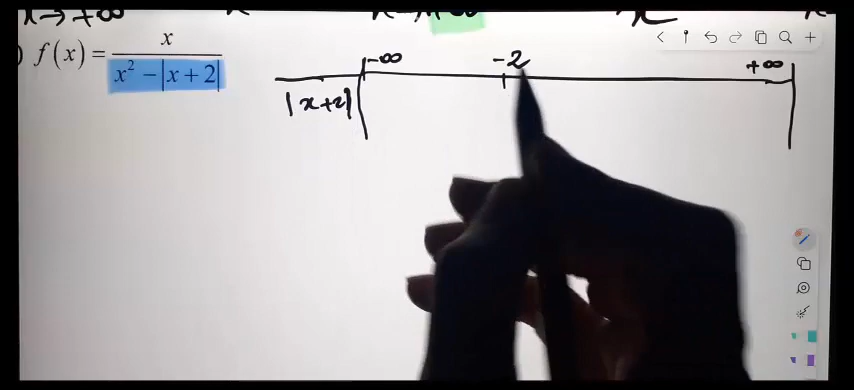 x→+∞
) f(x) = x / (x² − |x + 2|)
−∞ −2 +∞
|x+2|